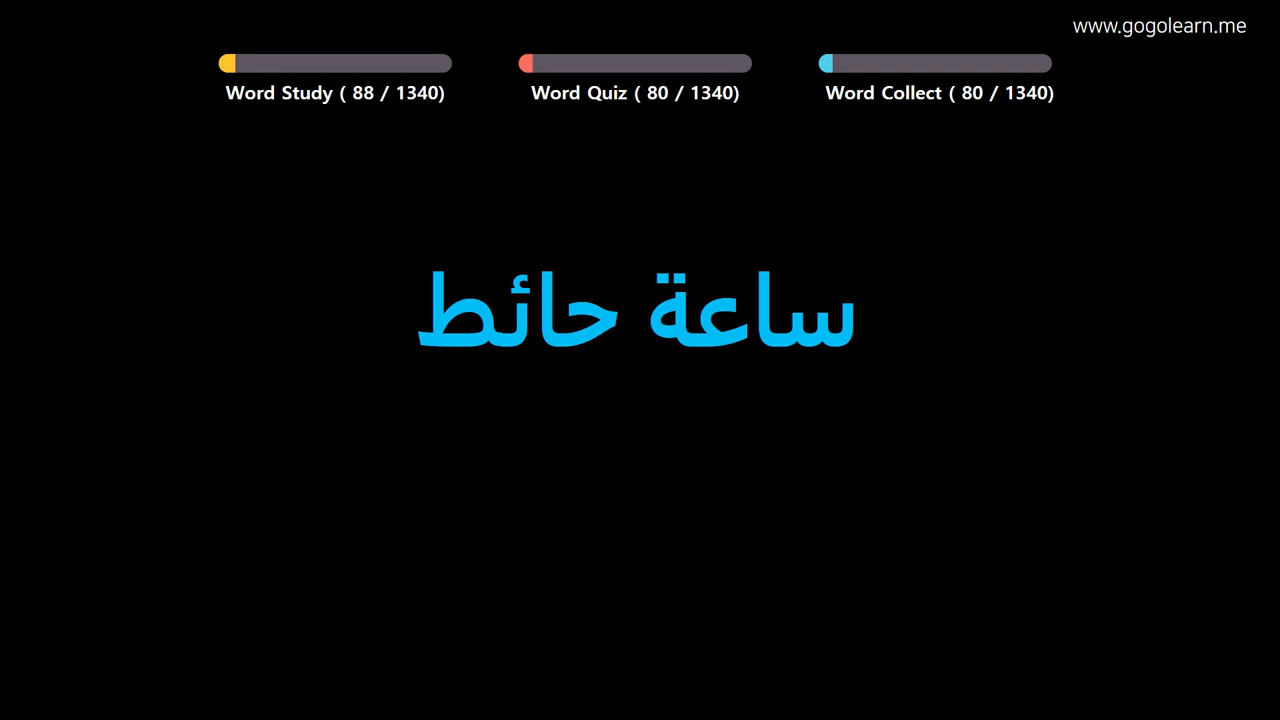 www.gogolearn.me
Word Study ( 88 / 1340)
Word Quiz ( 80 / 1340)
Word Collect ( 80 / 1340)
ساعة حائط